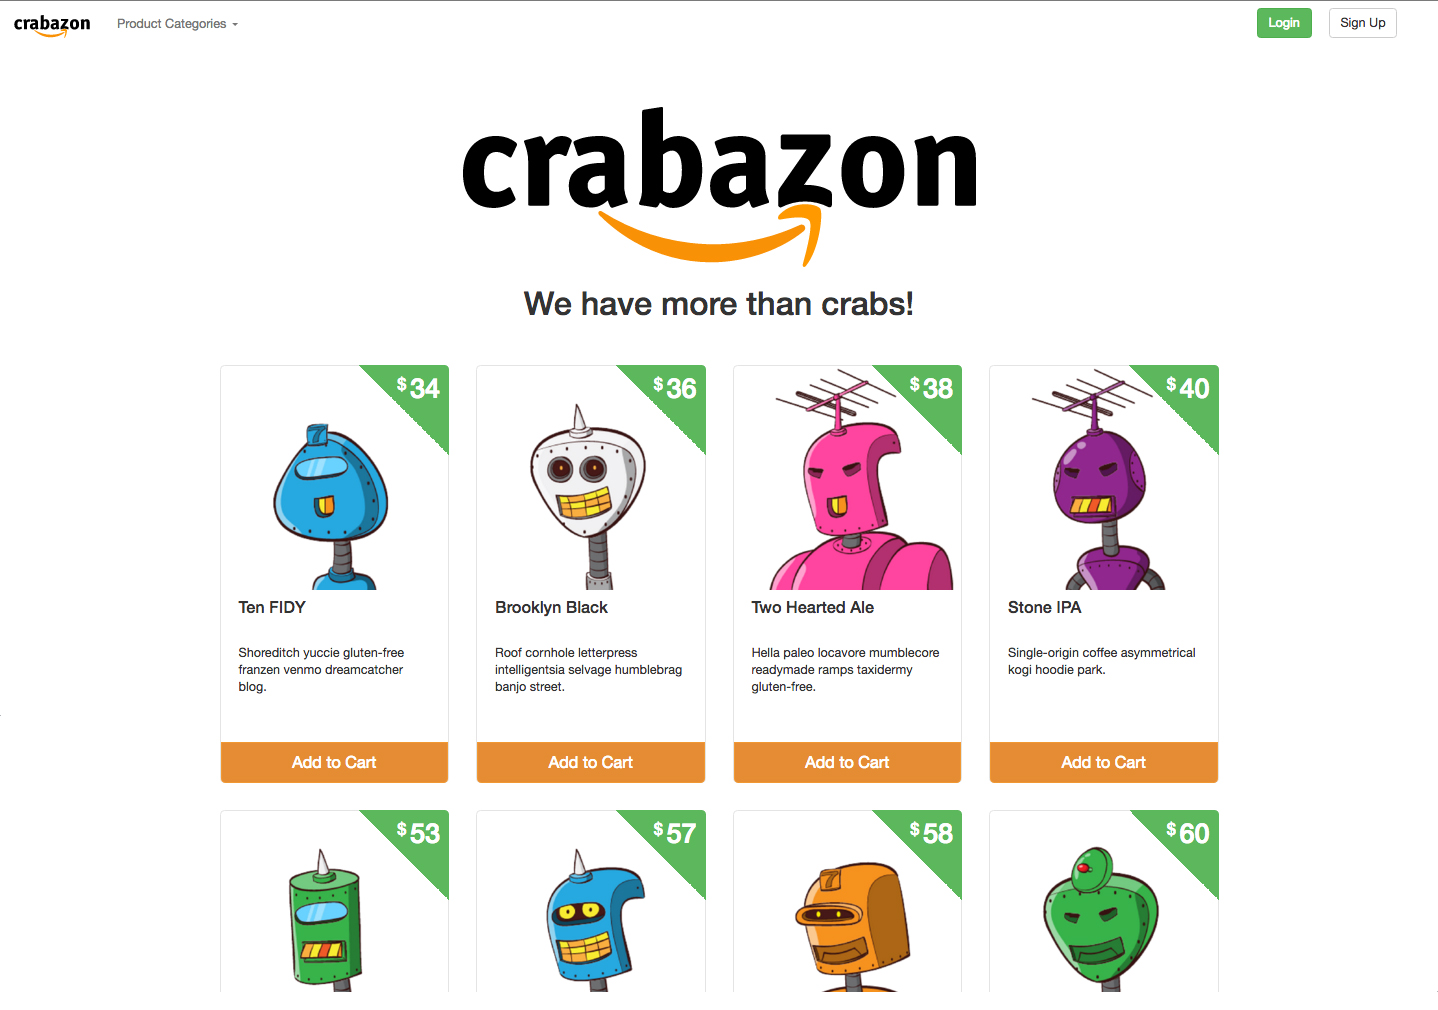 crabazon
Product Categories
Login
Sign Up
crabazon
We have more than crabs!
$34
$36
$38
$40
7
Ten FIDY
Brooklyn Black
Two Hearted Ale
Stone IPA
Shoreditch yuccie gluten-free
franzen venmo dreamcatcher
blog.
Roof cornhole letterpress
intelligentsia selvage humblebrag
banjo street.
Hella paleo locavore mumblecore
readymade ramps taxidermy
gluten-free.
Single-origin coffee asymmetrical
kogi hoodie park.
Add to Cart
Add to Cart
Add to Cart
Add to Cart
$53
$57
$58
$60
7